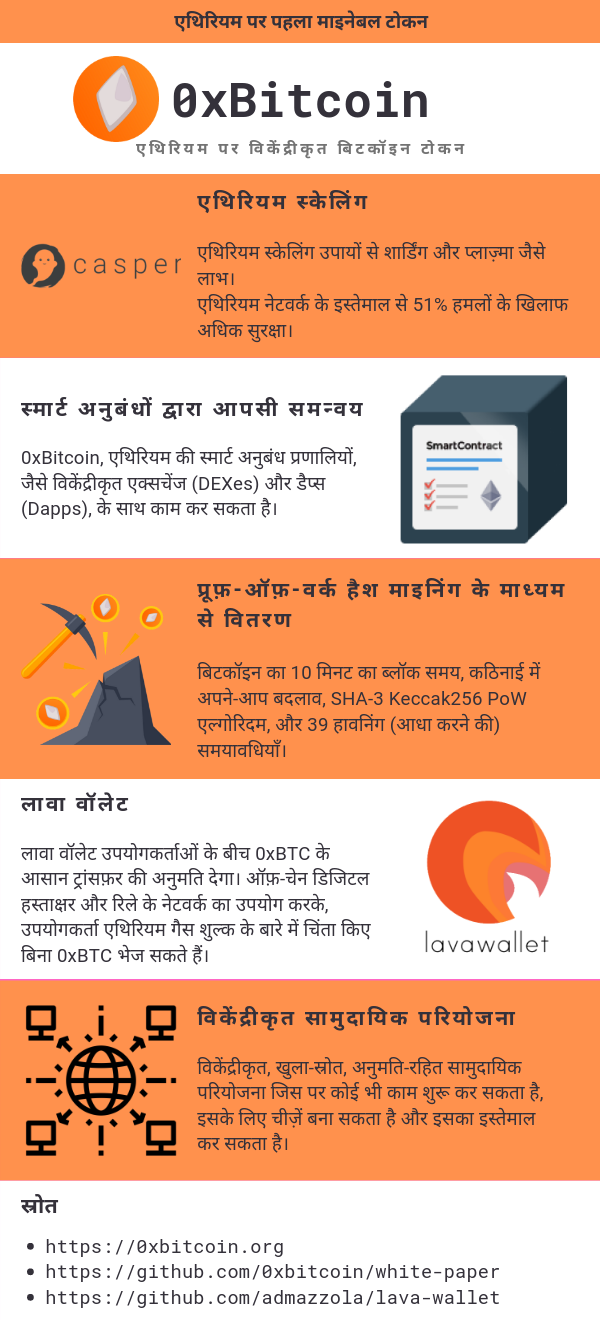 एथिरियम पर पहला माइनेबल टोकन
0xBitcoin
एथिरियम पर विकेंद्रीकृत बिटकॉइन टोकन
एथिरियम स्केलिंग
casper
एथिरियम स्केलिंग उपायों से शार्डिंग और प्लाज़्मा जैसे
लाभ।
एथिरियम नेटवर्क के इस्तेमाल से 51% हमलों के खिलाफ
अधिक सुरक्षा।
स्मार्ट अनुबंधों द्वारा आपसी समन्वय
0xBitcoin, एथिरियम की स्मार्ट अनुबंध प्रणालियों,
जैसे विकेंद्रीकृत एक्सचेंज (DEXes) और डैप्स
(Dapps), के साथ काम कर सकता है।
SmartContract
प्रूफ़-ऑफ़-वर्क हैश माइनिंग के माध्यम
से वितरण
बिटकॉइन का 10 मिनट का ब्लॉक समय, कठिनाई में
अपने-आप बदलाव, SHA-3 Keccak256 PoW
एल्गोरिदम, और 39 हावनिंग (आधा करने की)
समयावधियाँ।
लावा वॉलेट
लावा वॉलेट उपयोगकर्ताओं के बीच 0xBTC के
आसान ट्रांसफ़र की अनुमति देगा। ऑफ़-चेन डिजिटल
हस्ताक्षर और रिले के नेटवर्क का उपयोग करके,
उपयोगकर्ता एथिरियम गैस शुल्क के बारे में चिंता किए
बिना 0xBTC भेज सकते हैं।
lavawallet
विकेंद्रीकृत सामुदायिक परियोजना
विकेंद्रीकृत, खुला-स्रोत, अनुमति-रहित सामुदायिक
परियोजना जिस पर कोई भी काम शुरू कर सकता है,
इसके लिए चीज़ें बना सकता है और इसका इस्तेमाल
कर सकता है।
स्रोत
https://0xbitcoin.org
https://github.com/0xbitcoin/white-paper
https://github.com/admazzola/lava-wallet